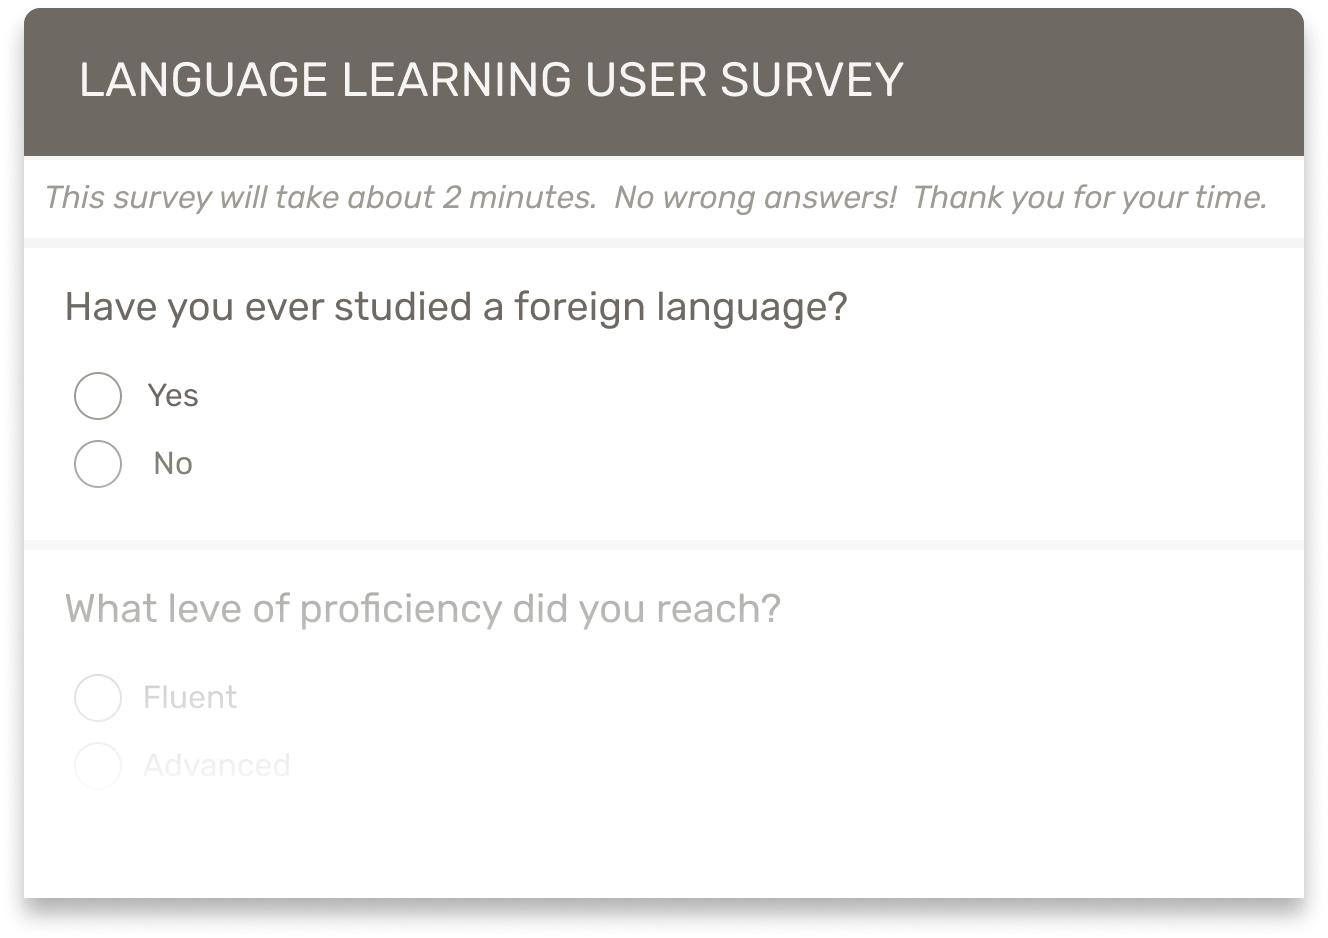 LANGUAGE LEARNING USER SURVEY
This survey will take about 2 minutes. No wrong answers! Thank you for your time.
Have you ever studied a foreign language?
Yes
No
What leve of proficiency did you reach?
Fluent
Advanced